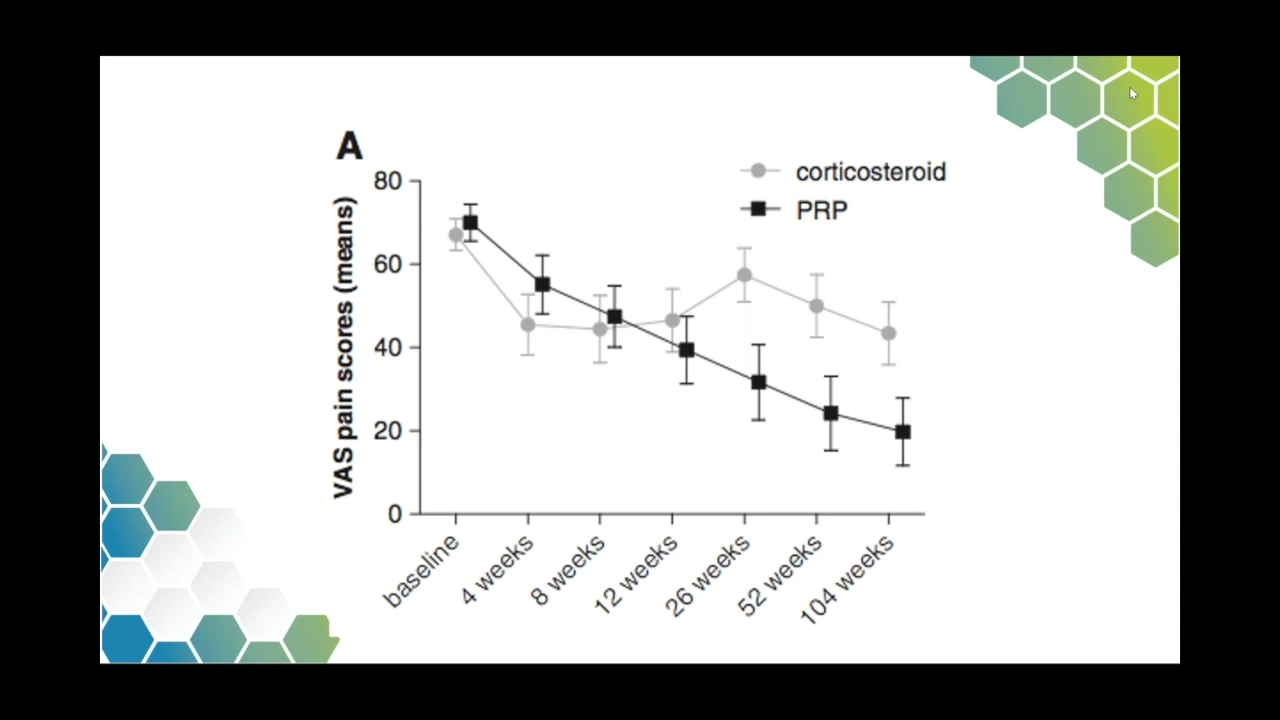 A
corticosteroid
PRP
VAS pain scores (means)
80
60
40
20
0
baseline
4 weeks
8 weeks
12 weeks
26 weeks
52 weeks
104 weeks